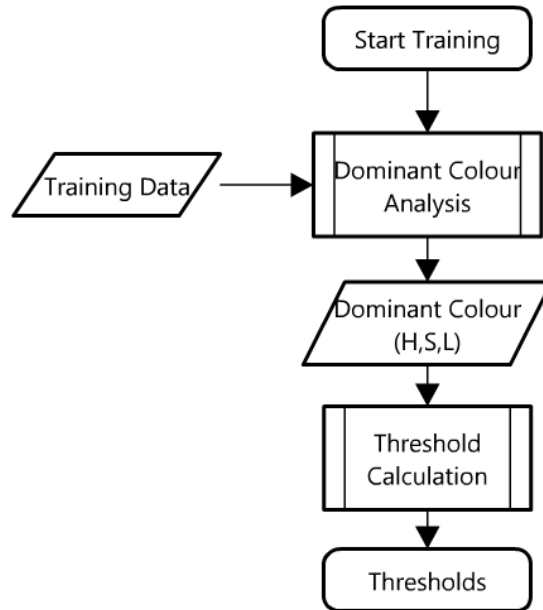 Start Training
Training Data
Dominant Colour
Analysis
Dominant Colour
(H,S,L)
Threshold
Calculation
Thresholds